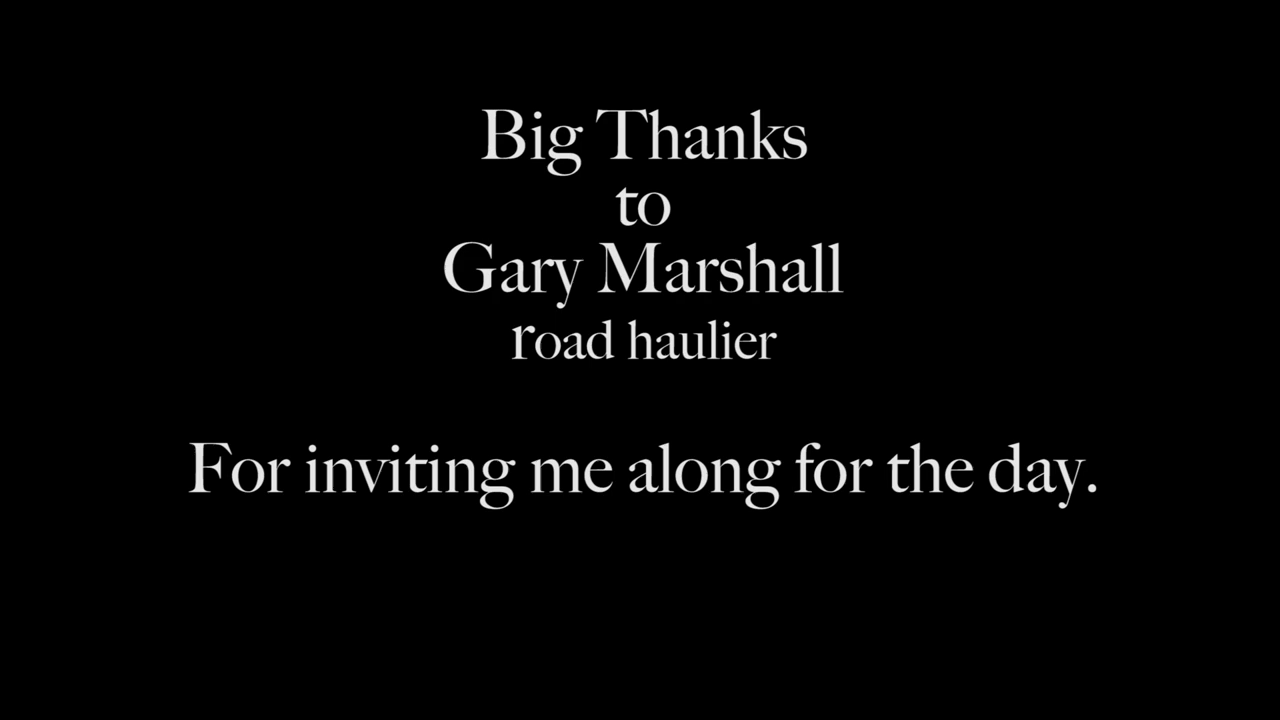 Big Thanks
to
Gary Marshall
road haulier
For inviting me along for the day.